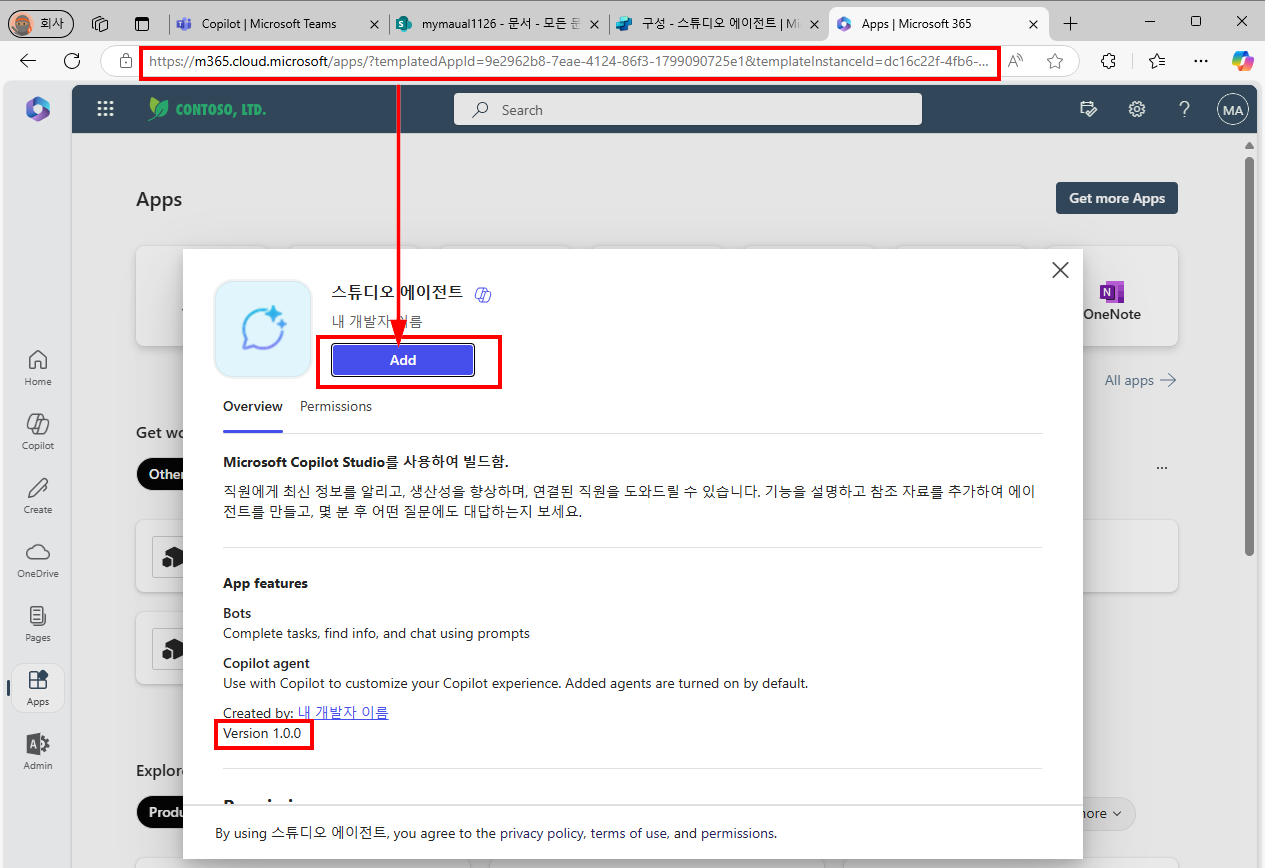 회사
Copilot | Microsoft Teams
mymaual1126 - 문서 - 모든 문
구성 - 스튜디오 에이전트 | Mi
Apps | Microsoft 365
https://m365.cloud.microsoft/apps/?templatedAppId=9e2962b8-7eae-4124-86f3-1799090725e1&templateInstanceId=dc16c22f-4fb6-...
CONTOSO, LTD.
Search
MA
Apps
Get more Apps
스튜디오 에이전트
내 개발자 이름
Add
N
OneNote
All apps
Home
Copilot
Create
OneDrive
Pages
Apps
Admin
Overview
Permissions
Get wo
Other
Microsoft Copilot Studio를 사용하여 빌드함.
직원에게 최신 정보를 알리고, 생산성을 향상하며, 연결된 직원을 도와드릴 수 있습니다. 기능을 설명하고 참조 자료를 추가하여 에이
전트를 만들고, 몇 분 후 어떤 질문에도 대답하는지 보세요.
App features
Bots
Complete tasks, find info, and chat using prompts
Copilot agent
Use with Copilot to customize your Copilot experience. Added agents are turned on by default.
Created by: 내 개발자 이름
Version 1.0.0
Explore
Produ
more
By using 스튜디오 에이전트, you agree to the privacy policy, terms of use, and permissions.